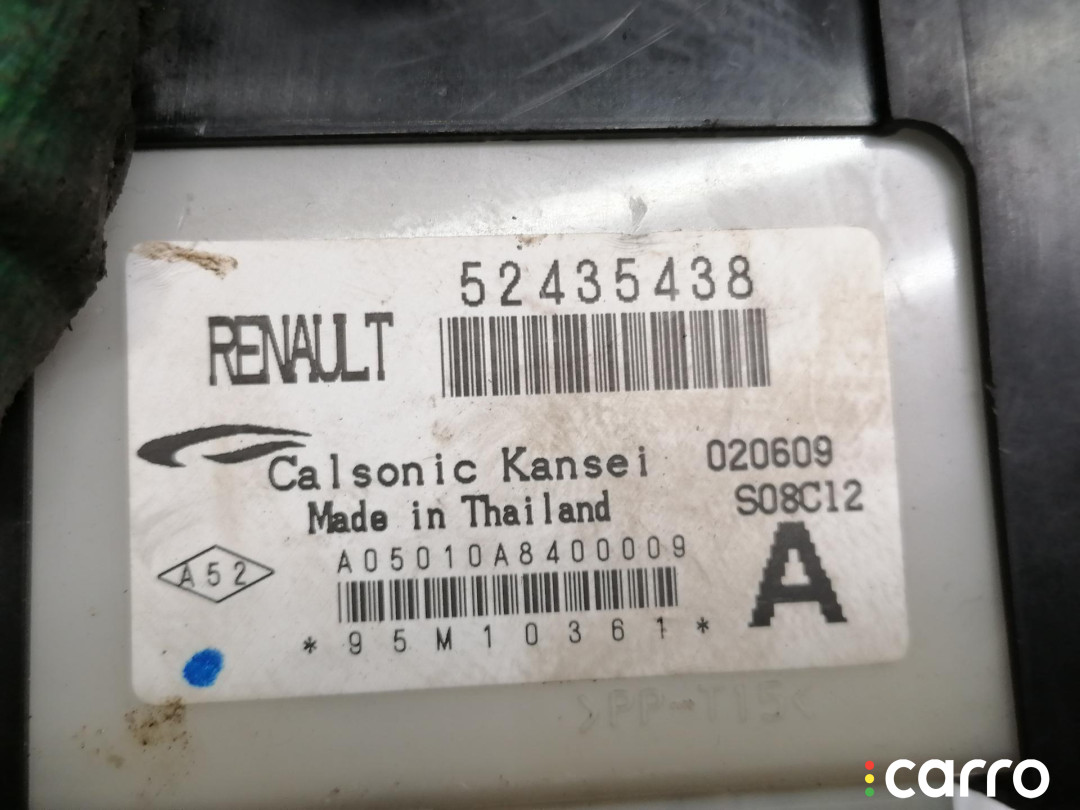 52435438
RENAULT
Calsonic Kansei 020609
Made in Thailand S08C12
A05010A8400009
A52
A
*95M10361*
>PP-T15<
carro